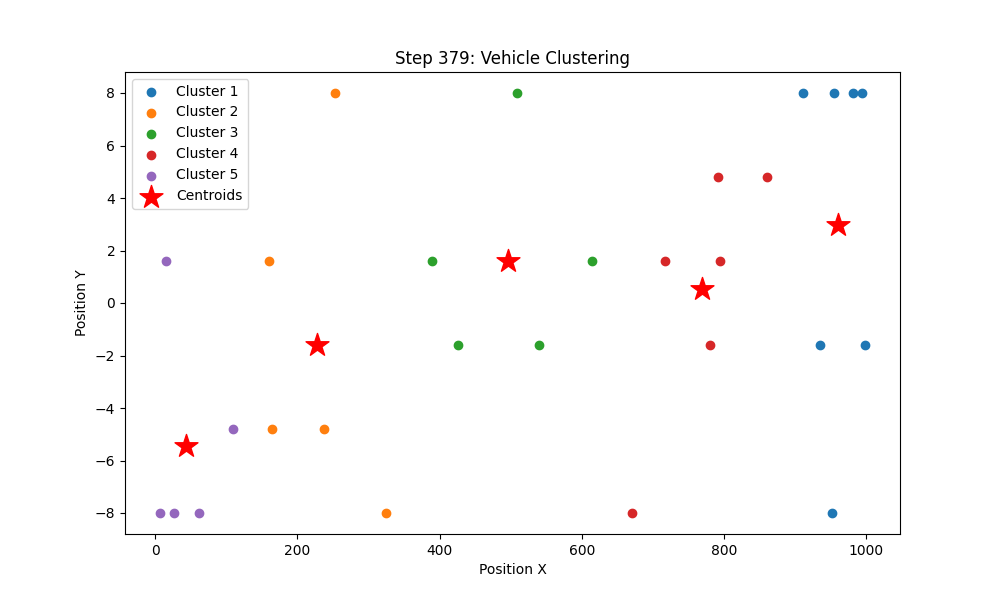 Step 379: Vehicle Clustering
Cluster 1
Cluster 2
Cluster 3
Cluster 4
Cluster 5
Centroids
Position Y
8
6
4
2
0
−2
−4
−6
−8
0 200 400 600 800 1000
Position X